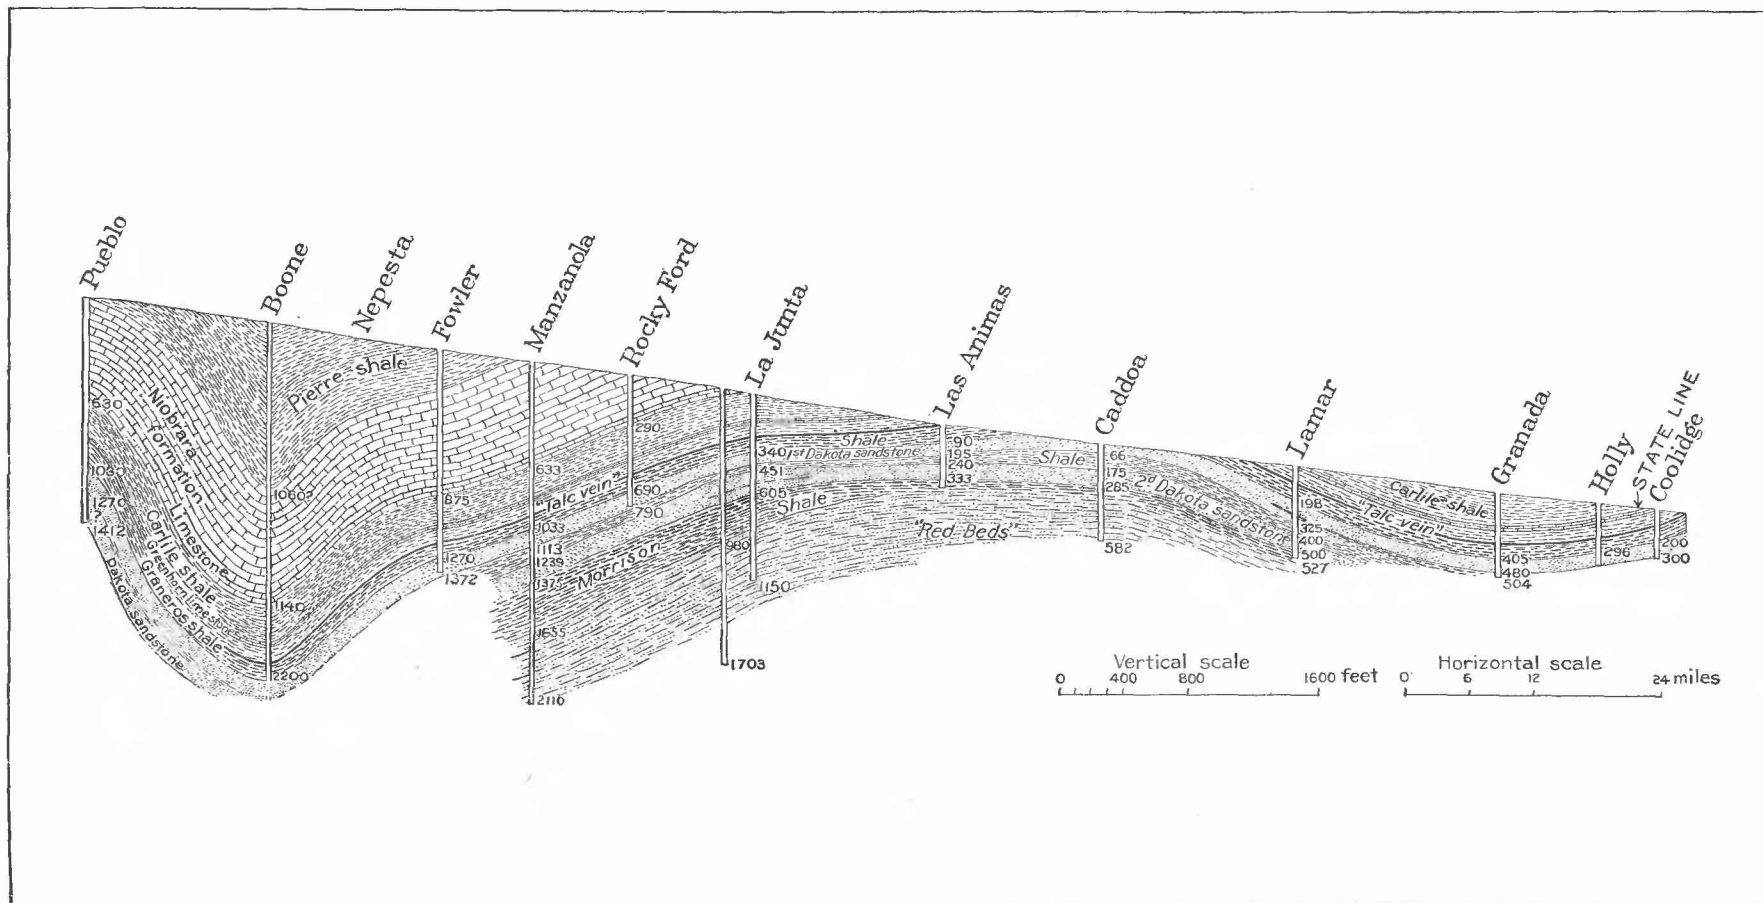 Pueblo
Boone
Nepesta
Fowler
Manzanola
Rocky Ford
La Junta
Las Animas
Caddoa
Lamar
Granada
Holly
STATE LINE
Coolidge
Pierre shale
Niobrara formation
Limestone
Carlile Shale
Greenhorn limestone
Graneros shale
Dakota sandstone
630
1030
1270
?
1412
1060?
1140
2200
875
1270
1372
633
"Talc vein"
1033
1113
1239
1375
1655
2110
290
690
790
Morrison
980
1703
340
451
605
1150
Shale
1st Dakota sandstone
Shale
"Red Beds"
90
195
240
333
Shale
66
175
285
582
2d Dakota sandstone
198
325
400
500
527
Carlile shale
"Talc vein"
405
480
504
296
200
300
Vertical scale
0 400 800 1600 feet
Horizontal scale
0 6 12 24 miles